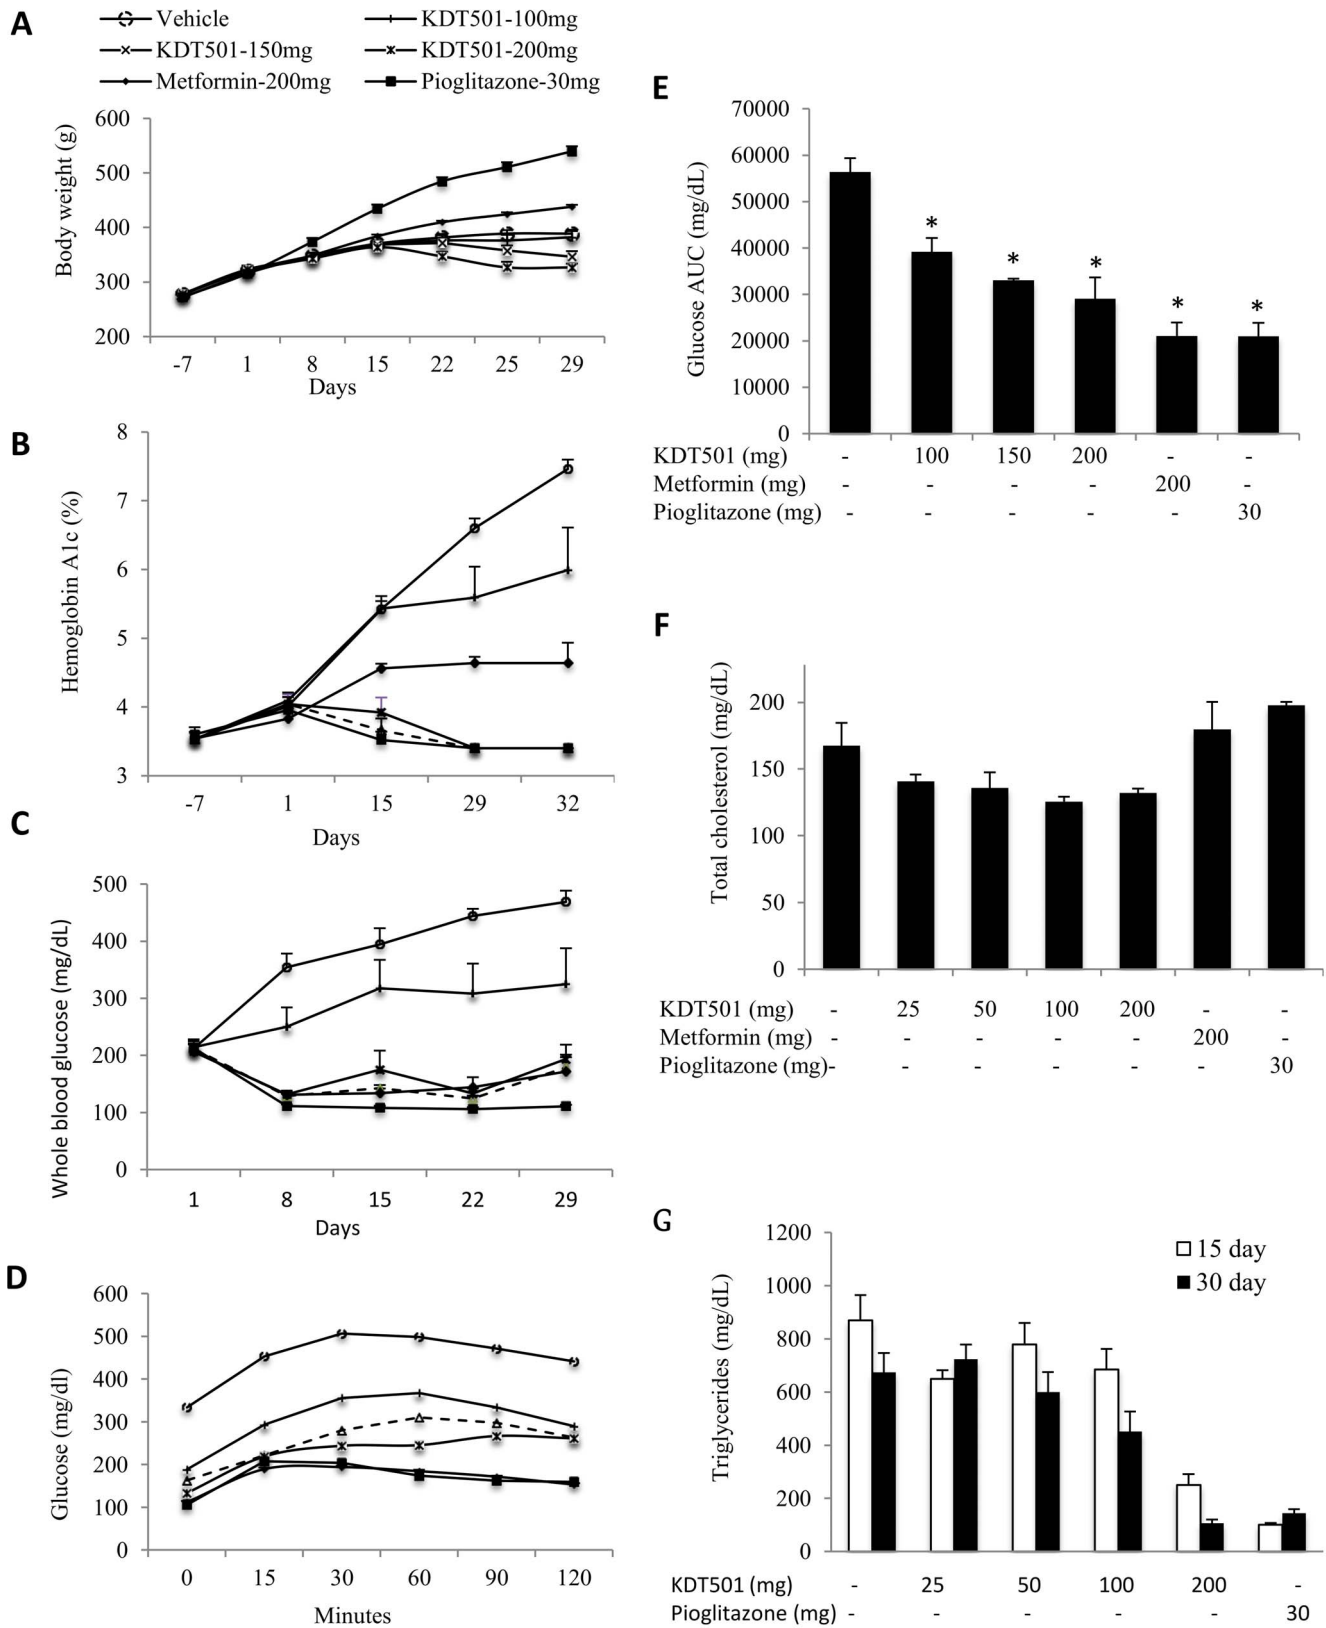 A
Vehicle KDT501-100mg
KDT501-150mg KDT501-200mg
Metformin-200mg Pioglitazone-30mg
Body weight (g)
600
500
400
300
200
-7 1 8 15 22 25 29
Days
B
Hemoglobin A1c (%)
8
7
6
5
4
3
-7 1 15 29 32
Days
C
Whole blood glucose (mg/dL)
500
400
300
200
100
0
1 8 15 22 29
Days
D
Glucose (mg/dl)
600
500
400
300
200
100
0
0 15 30 60 90 120
Minutes
E
Glucose AUC (mg/dL)
70000
60000
50000
40000
30000
20000
10000
0
* * * * *
KDT501 (mg) - 100 150 200 - -
Metformin (mg) - - - - 200 -
Pioglitazone (mg) - - - - - 30
F
Total cholesterol (mg/dL)
200
150
100
50
0
KDT501 (mg) - 25 50 100 200 - -
Metformin (mg) - - - - - 200 -
Pioglitazone (mg)- - - - - - 30
G
Triglycerides (mg/dL)
1200
1000
800
600
400
200
0
15 day
30 day
KDT501 (mg) - 25 50 100 200 -
Pioglitazone (mg) - - - - - 30